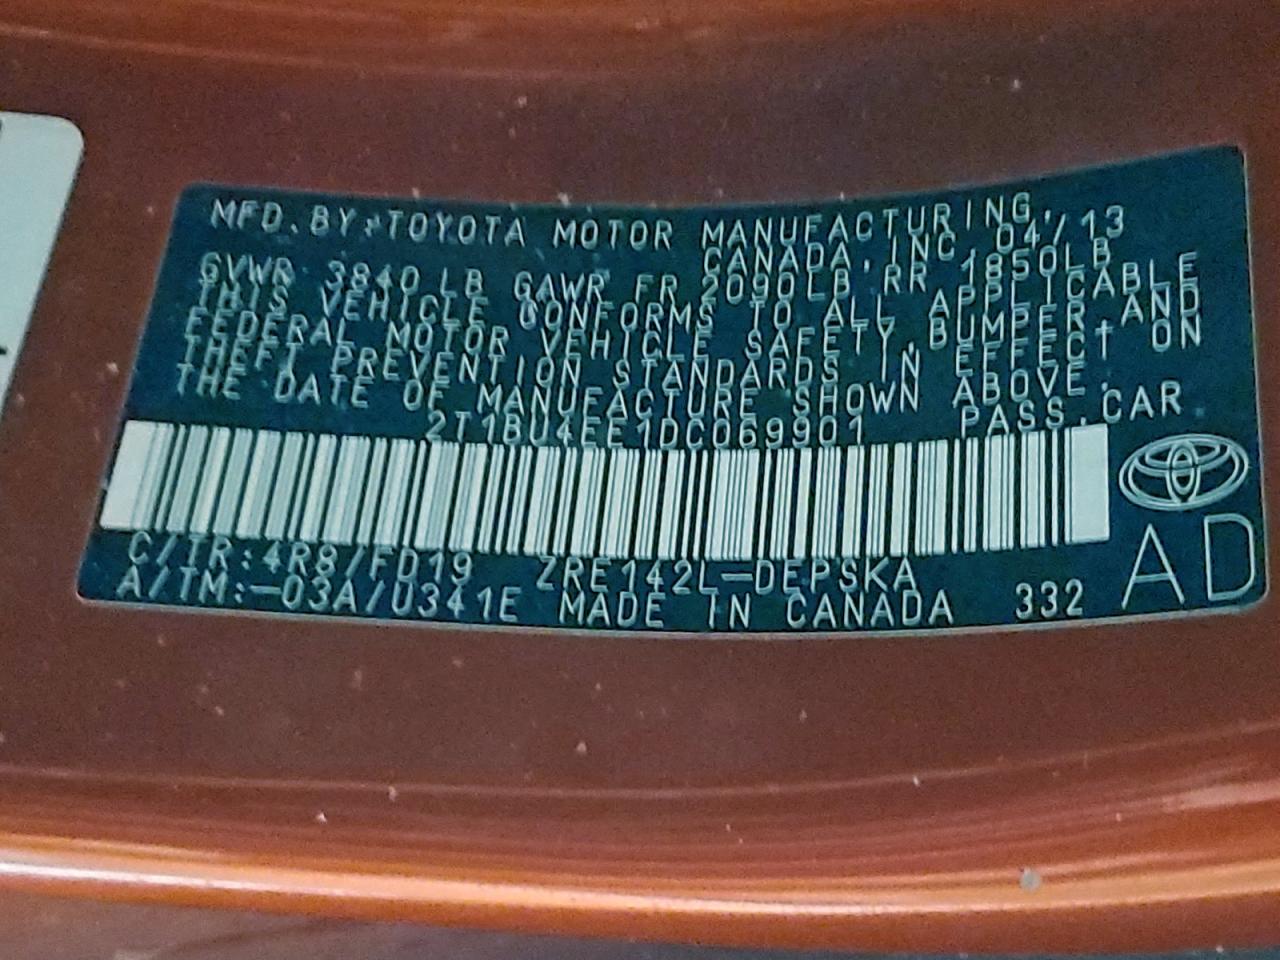 MFD. BY:TOYOTA MOTOR MANUFACTURING,
CANADA, INC. 04/13
GVWR 3840 LB GAWR FR 2090LB RR 1850LB
THIS VEHICLE CONFORMS TO ALL APPLICABLE
FEDERAL MOTOR VEHICLE SAFETY, BUMPER AND
THEFT PREVENTION STANDARDS IN EFFECT ON
THE DATE OF MANUFACTURE SHOWN ABOVE.
2T1BU4EE1DC069901 PASS.CAR
C/TR:4R8/FD19 ZRE142L-DEPSKA
A/TM:-03A/U341E MADE IN CANADA 332
AD